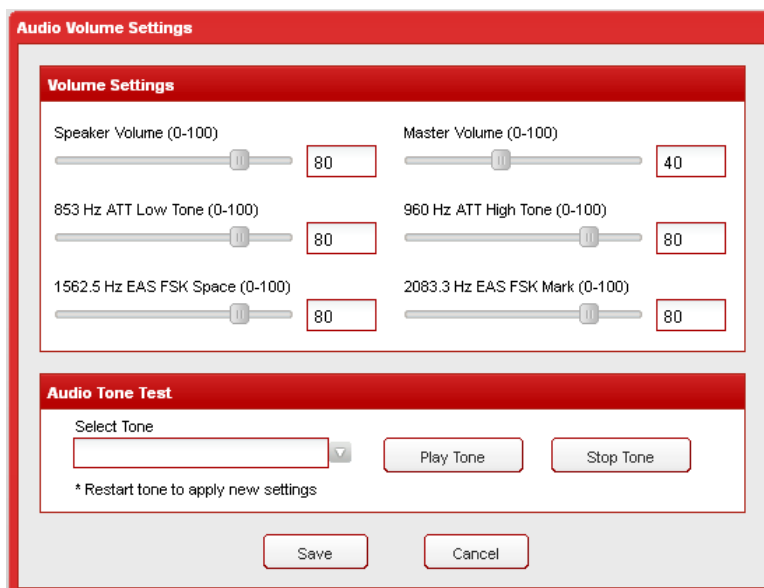 Audio Volume Settings
Volume Settings
Speaker Volume (0-100)
80
Master Volume (0-100)
40
853 Hz ATT Low Tone (0-100)
80
960 Hz ATT High Tone (0-100)
80
1562.5 Hz EAS FSK Space (0-100)
80
2083.3 Hz EAS FSK Mark (0-100)
80
Audio Tone Test
Select Tone
Play Tone
Stop Tone
* Restart tone to apply new settings
Save
Cancel